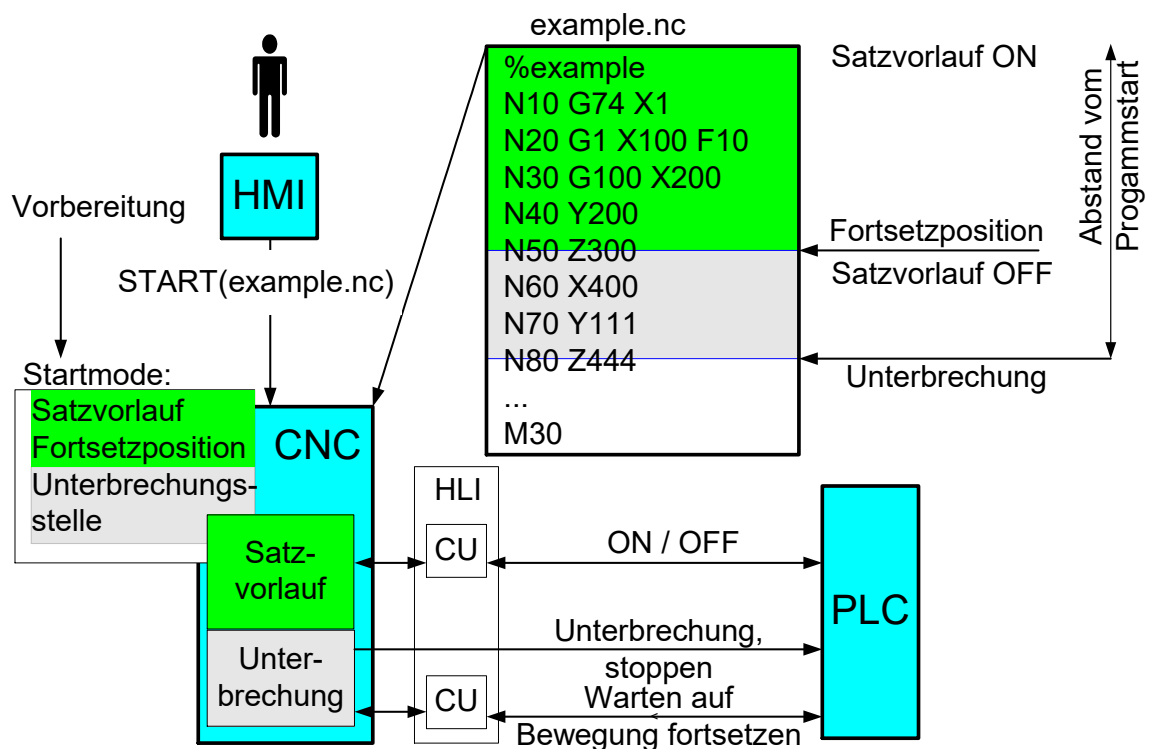 example.nc
%example
N10 G74 X1
N20 G1 X100 F10
N30 G100 X200
N40 Y200
N50 Z300
N60 X400
N70 Y111
N80 Z444
...
M30
Satzvorlauf ON
Fortsetzposition
Satzvorlauf OFF
Unterbrechung
Abstand vom
Progammstart
HMI
Vorbereitung
START(example.nc)
Startmode:
Satzvorlauf
Fortsetzposition
Unterbrechungs-
stelle
CNC
Satz-
vorlauf
Unter-
brechung
HLI
CU
CU
ON / OFF
Unterbrechung,
stoppen
Warten auf
Bewegung fortsetzen
PLC